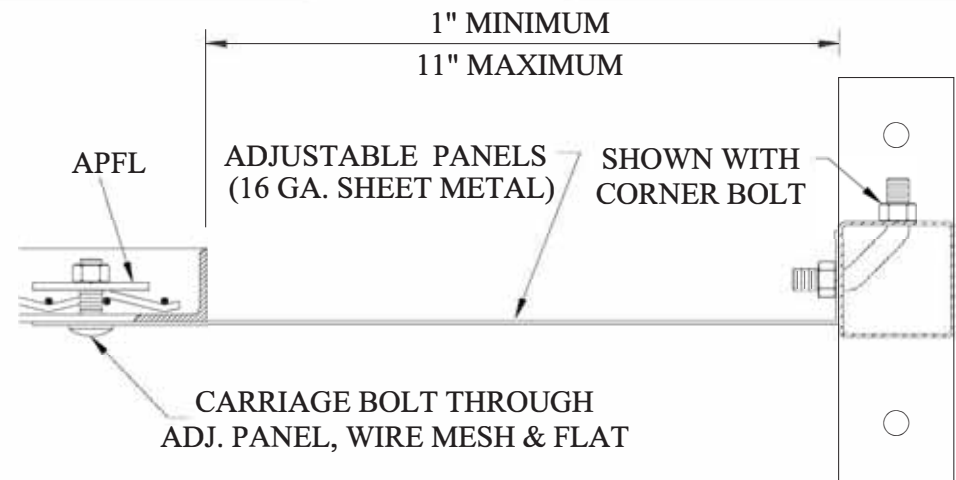 1" MINIMUM
11" MAXIMUM
APFL
ADJUSTABLE PANELS
(16 GA. SHEET METAL)
SHOWN WITH
CORNER BOLT
CARRIAGE BOLT THROUGH
ADJ. PANEL, WIRE MESH & FLAT